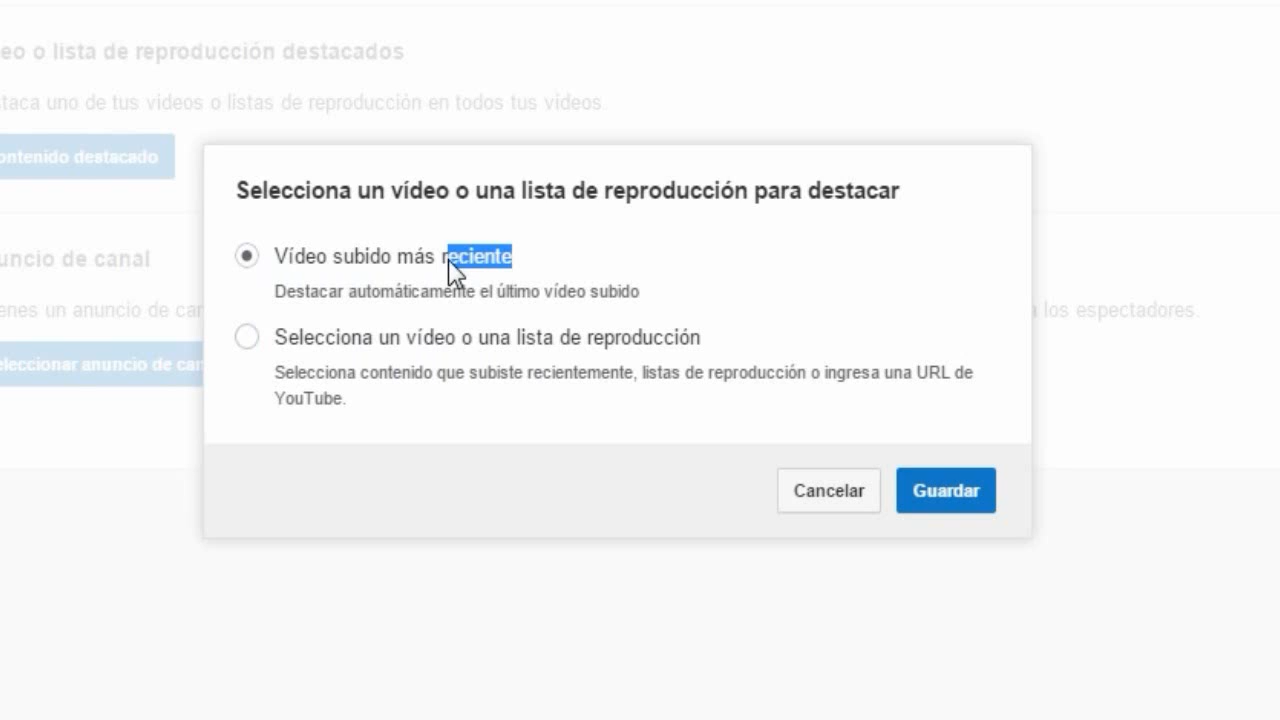 eo o lista de reproducción destacados
taca uno de tus videos o listas de reproducción en todos tus videos.
ontenido destacado
Selecciona un vídeo o una lista de reproducción para destacar
Vídeo subido más reciente
Destacar automáticamente el último vídeo subido
uncio de canal
enes un anuncio de car
los espectadores.
Selecciona un vídeo o una lista de reproducción
eleccionar anuncio de can
Selecciona contenido que subiste recientemente, listas de reproducción o ingresa una URL de
YouTube.
Cancelar Guardar